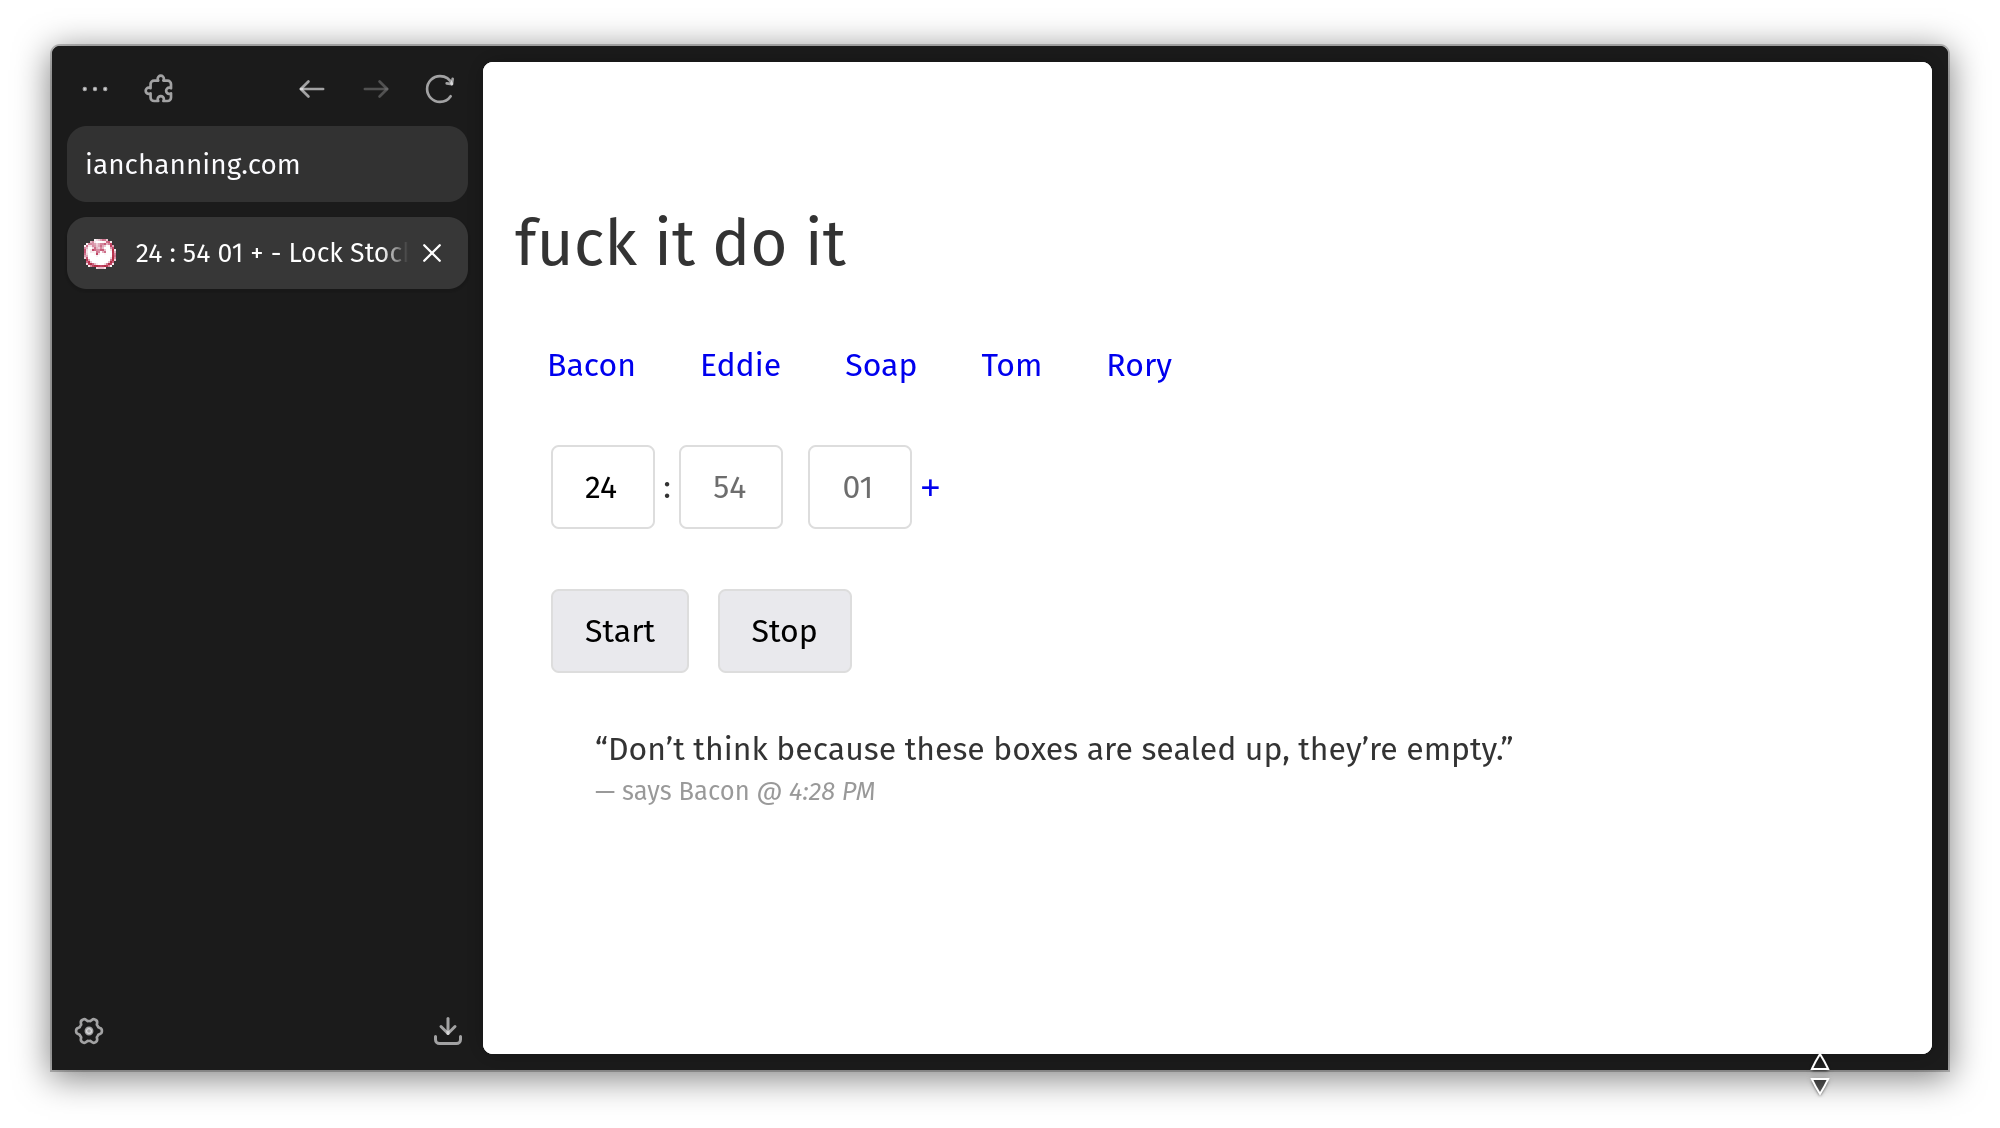 ianchanning.com
24 : 54 01 + - Lock Stoc
fuck it do it
Bacon Eddie Soap Tom Rory
24 : 54 01 +
Start Stop
“Don’t think because these boxes are sealed up, they’re empty.”
— says Bacon @ 4:28 PM